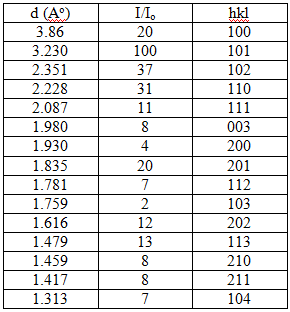 d (Aº) I/Iₒ hkl
3.86 20 100
3.230 100 101
2.351 37 102
2.228 31 110
2.087 11 111
1.980 8 003
1.930 4 200
1.835 20 201
1.781 7 112
1.759 2 103
1.616 12 202
1.479 13 113
1.459 8 210
1.417 8 211
1.313 7 104